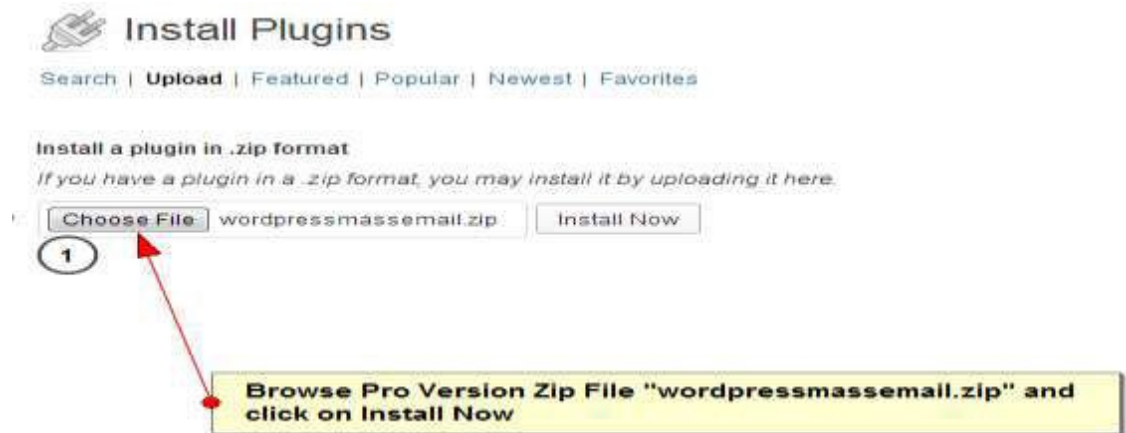 Install Plugins
Search | Upload | Featured | Popular | Newest | Favorites
Install a plugin in .zip format
If you have a plugin in a .zip format, you may install it by uploading it here.
Choose File wordpressmassemail.zip Install Now
1
Browse Pro Version Zip File "wordpressmassemail.zip" and
click on Install Now